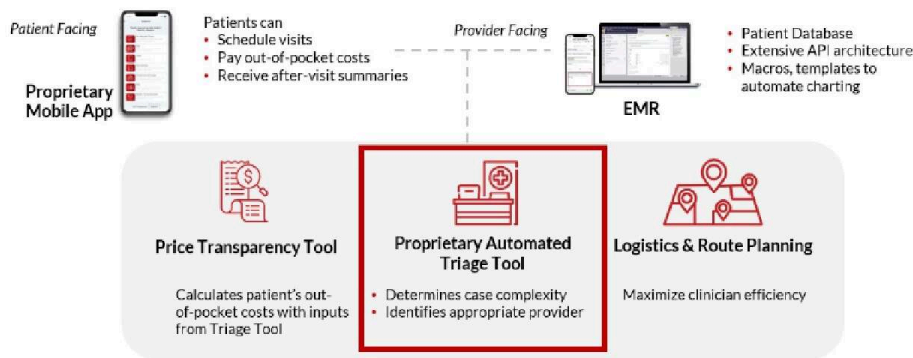 Patient Facing
Proprietary
Mobile App
Patients can
• Schedule visits
• Pay out-of-pocket costs
• Receive after-visit summaries
Provider Facing
EMR
• Patient Database
• Extensive API architecture
• Macros, templates to
automate charting
Price Transparency Tool
Calculates patient's out-
of-pocket costs with inputs
from Triage Tool
Proprietary Automated
Triage Tool
• Determines case complexity
• Identifies appropriate provider
Logistics & Route Planning
Maximize clinician efficiency